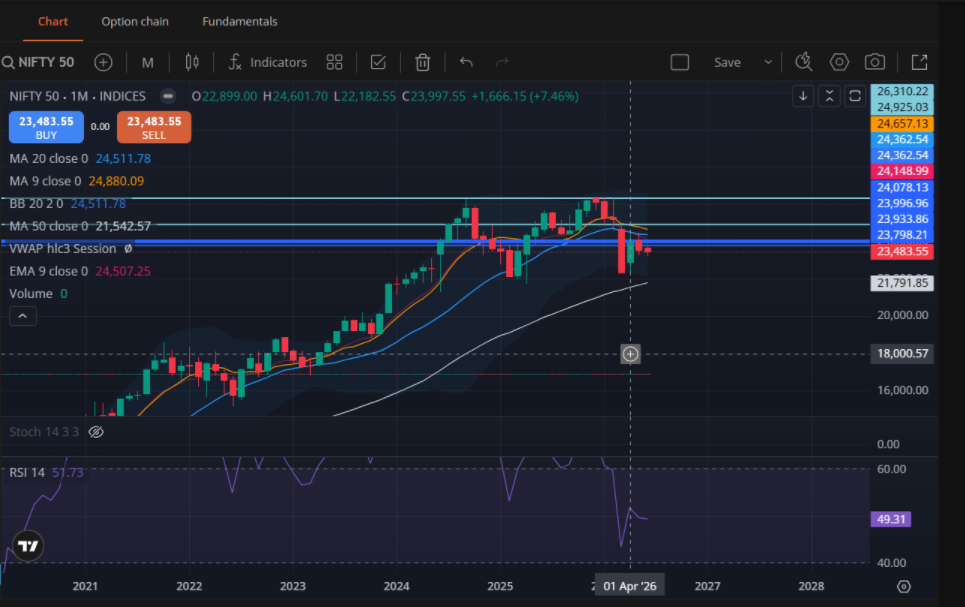 Chart Option chain Fundamentals
NIFTY 50 M Indicators Save
NIFTY 50 · 1M · INDICES O22,899.00 H24,601.70 L22,182.55 C23,997.55 +1,666.15 (+7.46%)
23,483.55 BUY 0.00 23,483.55 SELL
MA 20 close 0 24,511.78
MA 9 close 0 24,880.09
BB 20 2 0 24,511.78
MA 50 close 0 21,542.57
VWAP hlc3 Session Ø
EMA 9 close 0 24,507.25
Volume 0
26,310.22
24,925.03
24,657.13
24,362.54
24,362.54
24,148.99
24,078.13
23,996.96
23,933.86
23,798.21
23,483.55
21,791.85
20,000.00
18,000.57
16,000.00
Stoch 14 3 3
0.00
RSI 14 51.73
60.00
49.31
40.00
2021 2022 2023 2024 2025 01 Apr '26 2027 2028